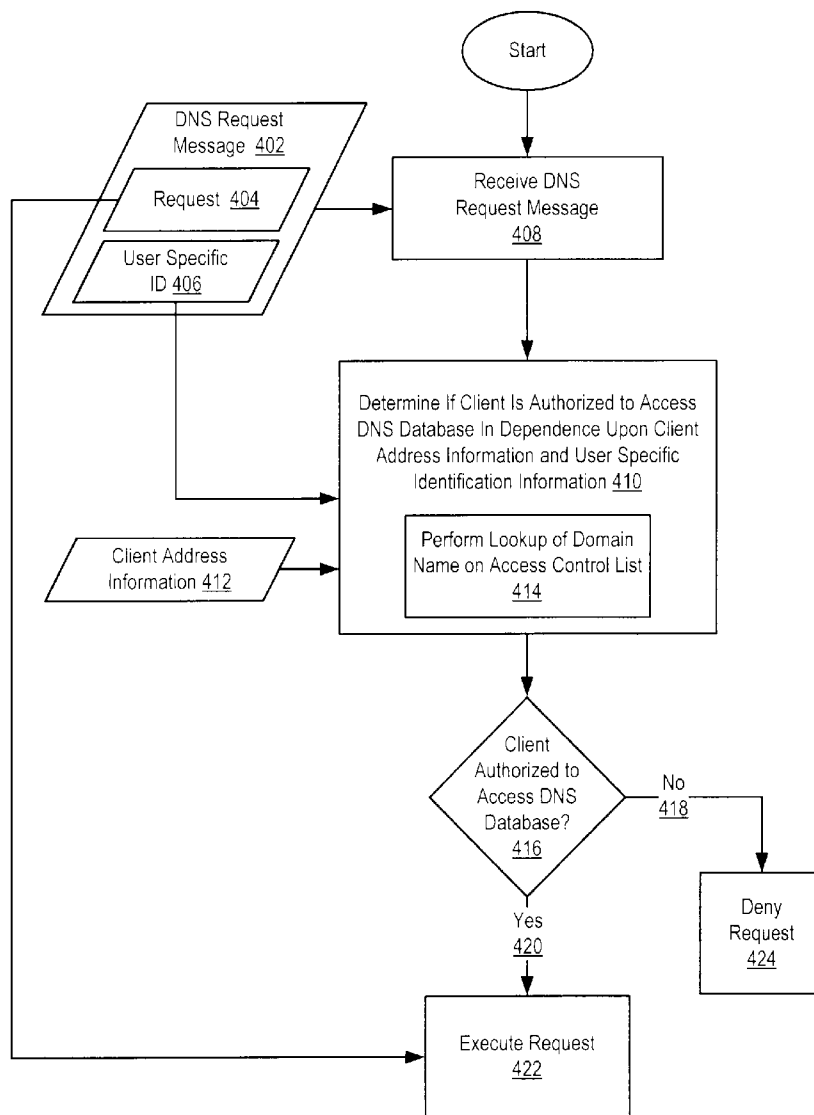 Start
DNS Request
Message 402
Request 404
User Specific
ID 406
Receive DNS
Request Message
408
Determine If Client Is Authorized to Access
DNS Database In Dependence Upon Client
Address Information and User Specific
Identification Information 410
Client Address
Information 412
Perform Lookup of Domain
Name on Access Control List
414
Client
Authorized to
Access DNS
Database?
416
No
418
Yes
420
Deny
Request
424
Execute Request
422